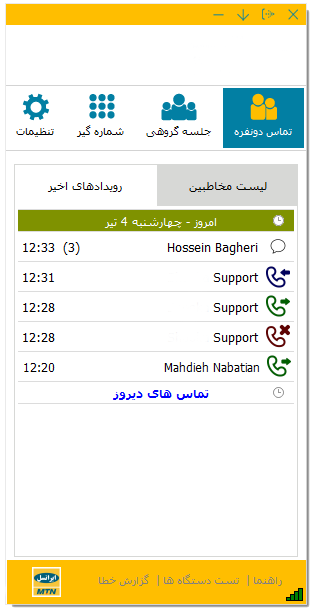 تماس دونفره
جلسه گروهی
شماره گیر
تنظیمات
لیست مخاطبین
رویدادهای اخیر
امروز - چهارشنبه 4 تیر
Hossein Bagheri (3) 12:33
Support 12:31
Support 12:28
Support 12:28
Mahdieh Nabatian 12:20
تماس های دیروز
راهنما | تست دستگاه ها | گزارش خطا
ایرانسل
MTN